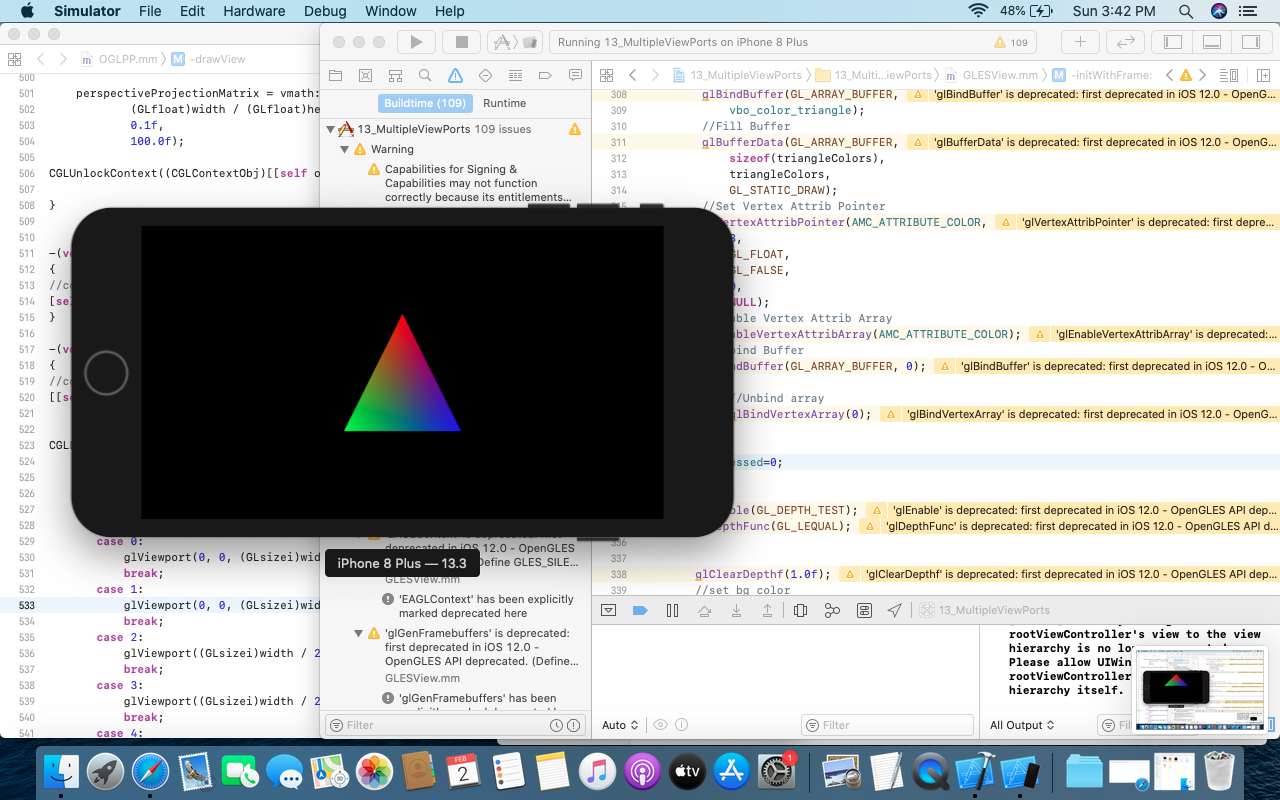 Simulator File Edit Hardware Debug Window Help 48% Sun 3:42 PM
OGLPP.mm -drawView
500
501 perspectiveProjectionMatrix = vmath:
502 (GLfloat)width / (GLfloat)he
503 0.1f,
504 100.0f);
505
506 CGLUnlockContext((CGLContextObj)[[self o
507
508 }
509
510
511 -(v
512 {
513 //c
514 [se
515 }
516
517 -(v
518 {
519 //c
520 [[s
521
522
523 CGL
524
525
526
527
528
529 case 0:
530 glViewport(0, 0, (GLsizei)wid
531 break;
532 case 1:
533 glViewport(0, 0, (GLsizei)wid
534 break;
535 case 2:
536 glViewport((GLsizei)width / 2
537 break;
538 case 3:
539 glViewport((GLsizei)width / 2
540 break;
541 case 4:
Running 13_MultipleViewPorts on iPhone 8 Plus 109
Buildtime (109) Runtime
13_MultipleViewPorts 109 issues
Warning
Capabilities for Signing &
Capabilities may not function
correctly because its entitlements...
iPhone 8 Plus — 13.3
deprecated in iOS 12.0 - OpenGLES
Define GLES_SILE...
GLESView.mm
'EAGLContext' has been explicitly
marked deprecated here
'glGenFramebuffers' is deprecated:
first deprecated in iOS 12.0 -
OpenGLES API deprecated. (Define...
GLESView.mm
'glGenFramebuffers' has been
Filter
13_MultipleViewPorts 13_Multi...iewPorts GLESView.mm -initWithFrame:
308 glBindBuffer(GL_ARRAY_BUFFER, 'glBindBuffer' is deprecated: first deprecated in iOS 12.0 - OpenG...
309 vbo_color_triangle);
310 //Fill Buffer
311 glBufferData(GL_ARRAY_BUFFER, 'glBufferData' is deprecated: first deprecated in iOS 12.0 - OpenG...
312 sizeof(triangleColors),
313 triangleColors,
314 GL_STATIC_DRAW);
//Set Vertex Attrib Pointer
ertexAttribPointer(AMC_ATTRIBUTE_COLOR, 'glVertexAttribPointer' is deprecated: first depre...
GL_FLOAT,
GL_FALSE,
NULL);
able Vertex Attrib Array
ableVertexAttribArray(AMC_ATTRIBUTE_COLOR); 'glEnableVertexAttribArray' is deprecated:...
ind Buffer
ndBuffer(GL_ARRAY_BUFFER, 0); 'glBindBuffer' is deprecated: first deprecated in iOS 12.0 - O...
//Unbind array
glBindVertexArray(0); 'glBindVertexArray' is deprecated: first deprecated in iOS 12.0 - OpenGL...
essed=0;
ble(GL_DEPTH_TEST); 'glEnable' is deprecated: first deprecated in iOS 12.0 - OpenGLES API dep...
epthFunc(GL_LEQUAL); 'glDepthFunc' is deprecated: first deprecated in iOS 12.0 - OpenGLES API d...
336
337
338 glClearDepthf(1.0f); 'glClearDepthf' is deprecated: first deprecated in iOS 12.0 - OpenGLES API dep...
339 //set bg color
13_MultipleViewPorts
rootViewController's view to the view
hierarchy is no lo
Please allow UIWin
rootViewController
hierarchy itself.
Auto Filter All Output Filter
FEB
2
tv
1